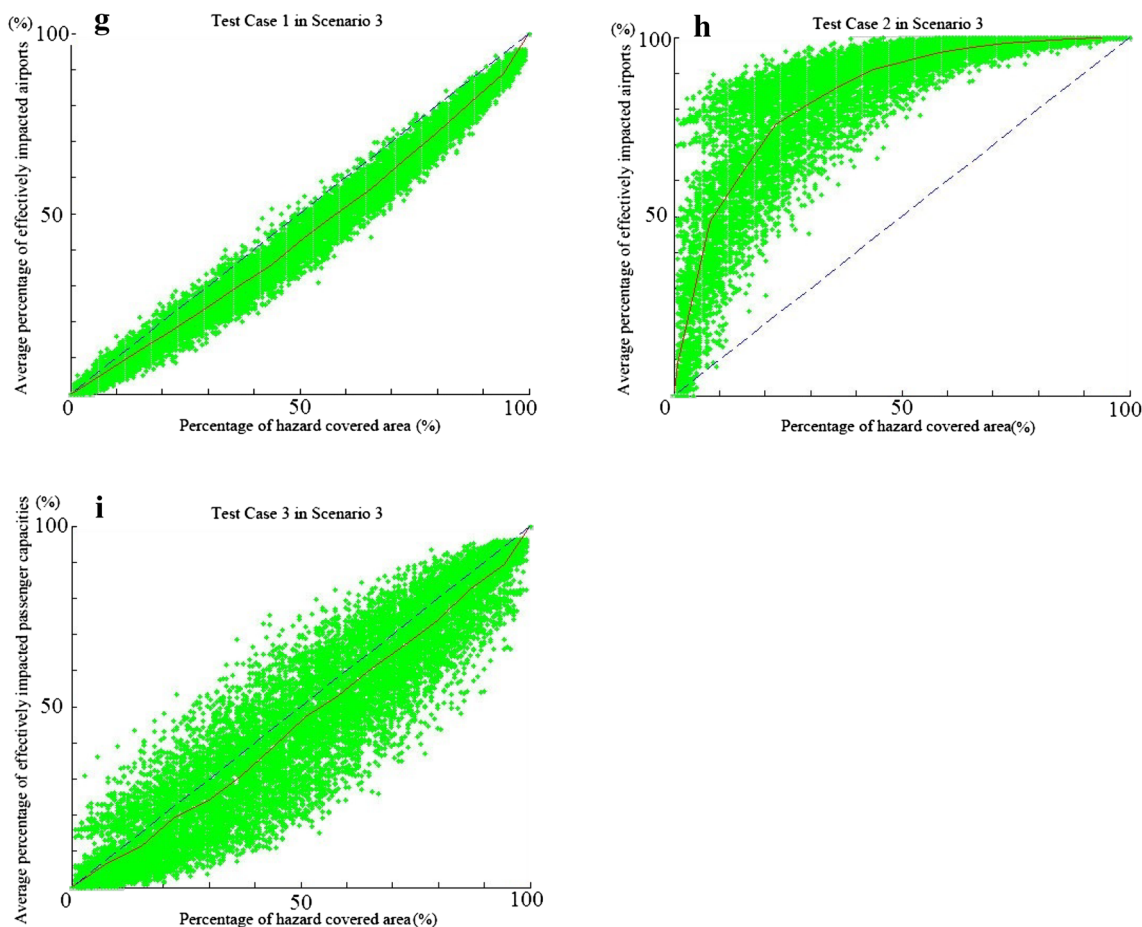 g
Test Case 1 in Scenario 3
(%)
100
50
0
50
100
Average percentage of effectively impacted airports
Percentage of hazard covered area (%)
h
Test Case 2 in Scenario 3
(%)
100
50
0
50
100
Average percentage of effectively impacted airports
Percentage of hazard covered area(%)
i
Test Case 3 in Scenario 3
(%)
100
50
0
50
100
Average percentage of effectively impacted passenger capacities
Percentage of hazard covered area(%)